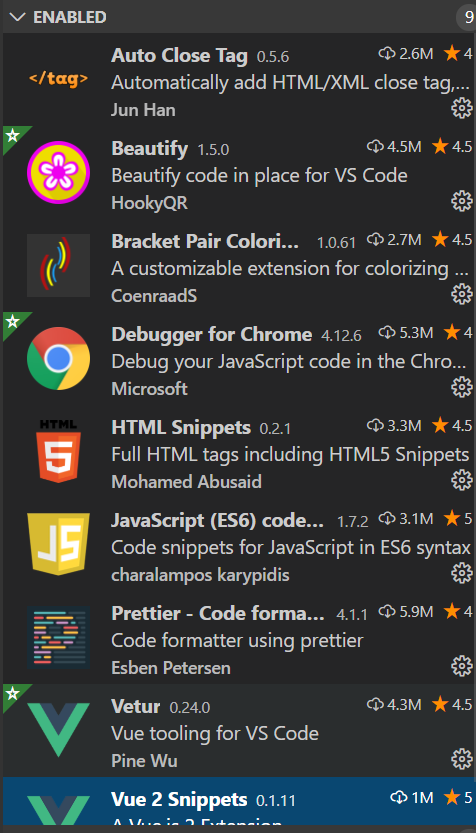 ENABLED 9
</tag> Auto Close Tag 0.5.6 2.6M 4
Automatically add HTML/XML close tag,...
Jun Han
Beautify 1.5.0 4.5M 4.5
Beautify code in place for VS Code
HookyQR
Bracket Pair Colori... 1.0.61 2.7M 4.5
A customizable extension for colorizing ...
CoenraadS
Debugger for Chrome 4.12.6 5.3M 4
Debug your JavaScript code in the Chro...
Microsoft
HTML 5
HTML Snippets 0.2.1 3.3M 4.5
Full HTML tags including HTML5 Snippets
Mohamed Abusaid
JS
JavaScript (ES6) code... 1.7.2 3.1M 5
Code snippets for JavaScript in ES6 syntax
charalampos karypidis
Prettier - Code forma... 4.1.1 5.9M 4
Code formatter using prettier
Esben Petersen
Vetur 0.24.0 4.3M 4.5
Vue tooling for VS Code
Pine Wu
Vue 2 Snippets 0.1.11 1M 5
A Vue.js 2 Extension